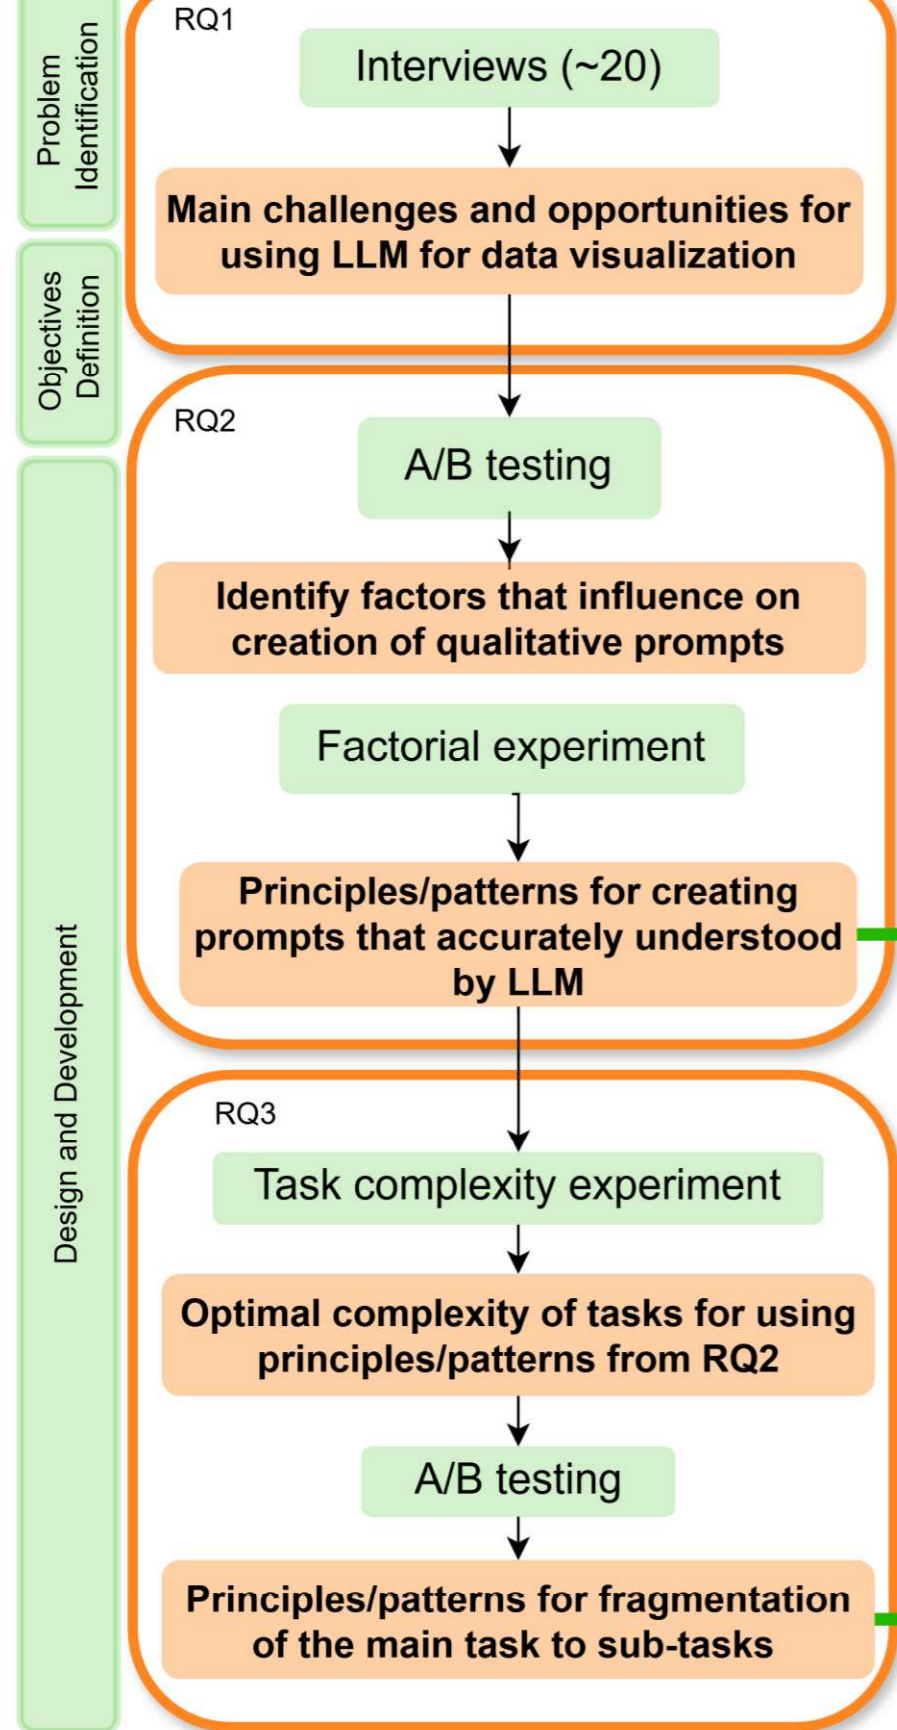 Problem
Identification
Objectives
Definition
Design and Development
RQ1
Interviews (~20)
Main challenges and opportunities for
using LLM for data visualization
RQ2
A/B testing
Identify factors that influence on
creation of qualitative prompts
Factorial experiment
Principles/patterns for creating
prompts that accurately understood
by LLM
RQ3
Task complexity experiment
Optimal complexity of tasks for using
principles/patterns from RQ2
A/B testing
Principles/patterns for fragmentation
of the main task to sub-tasks